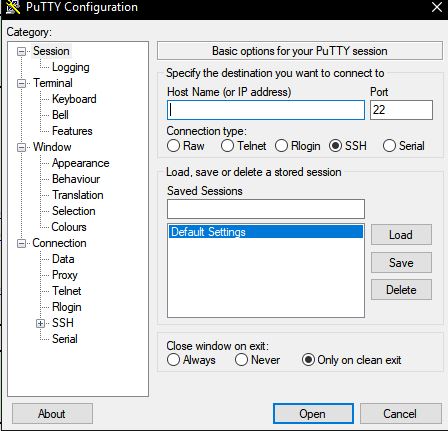 PuTTY Configuration
Category:
Session
Logging
Terminal
Keyboard
Bell
Features
Window
Appearance
Behaviour
Translation
Selection
Colours
Connection
Data
Proxy
Telnet
Rlogin
SSH
Serial
Basic options for your PuTTY session
Specify the destination you want to connect to
Host Name (or IP address) Port
22
Connection type:
Raw Telnet Rlogin SSH Serial
Load, save or delete a stored session
Saved Sessions
Default Settings
Load
Save
Delete
Close window on exit:
Always Never Only on clean exit
About Open Cancel